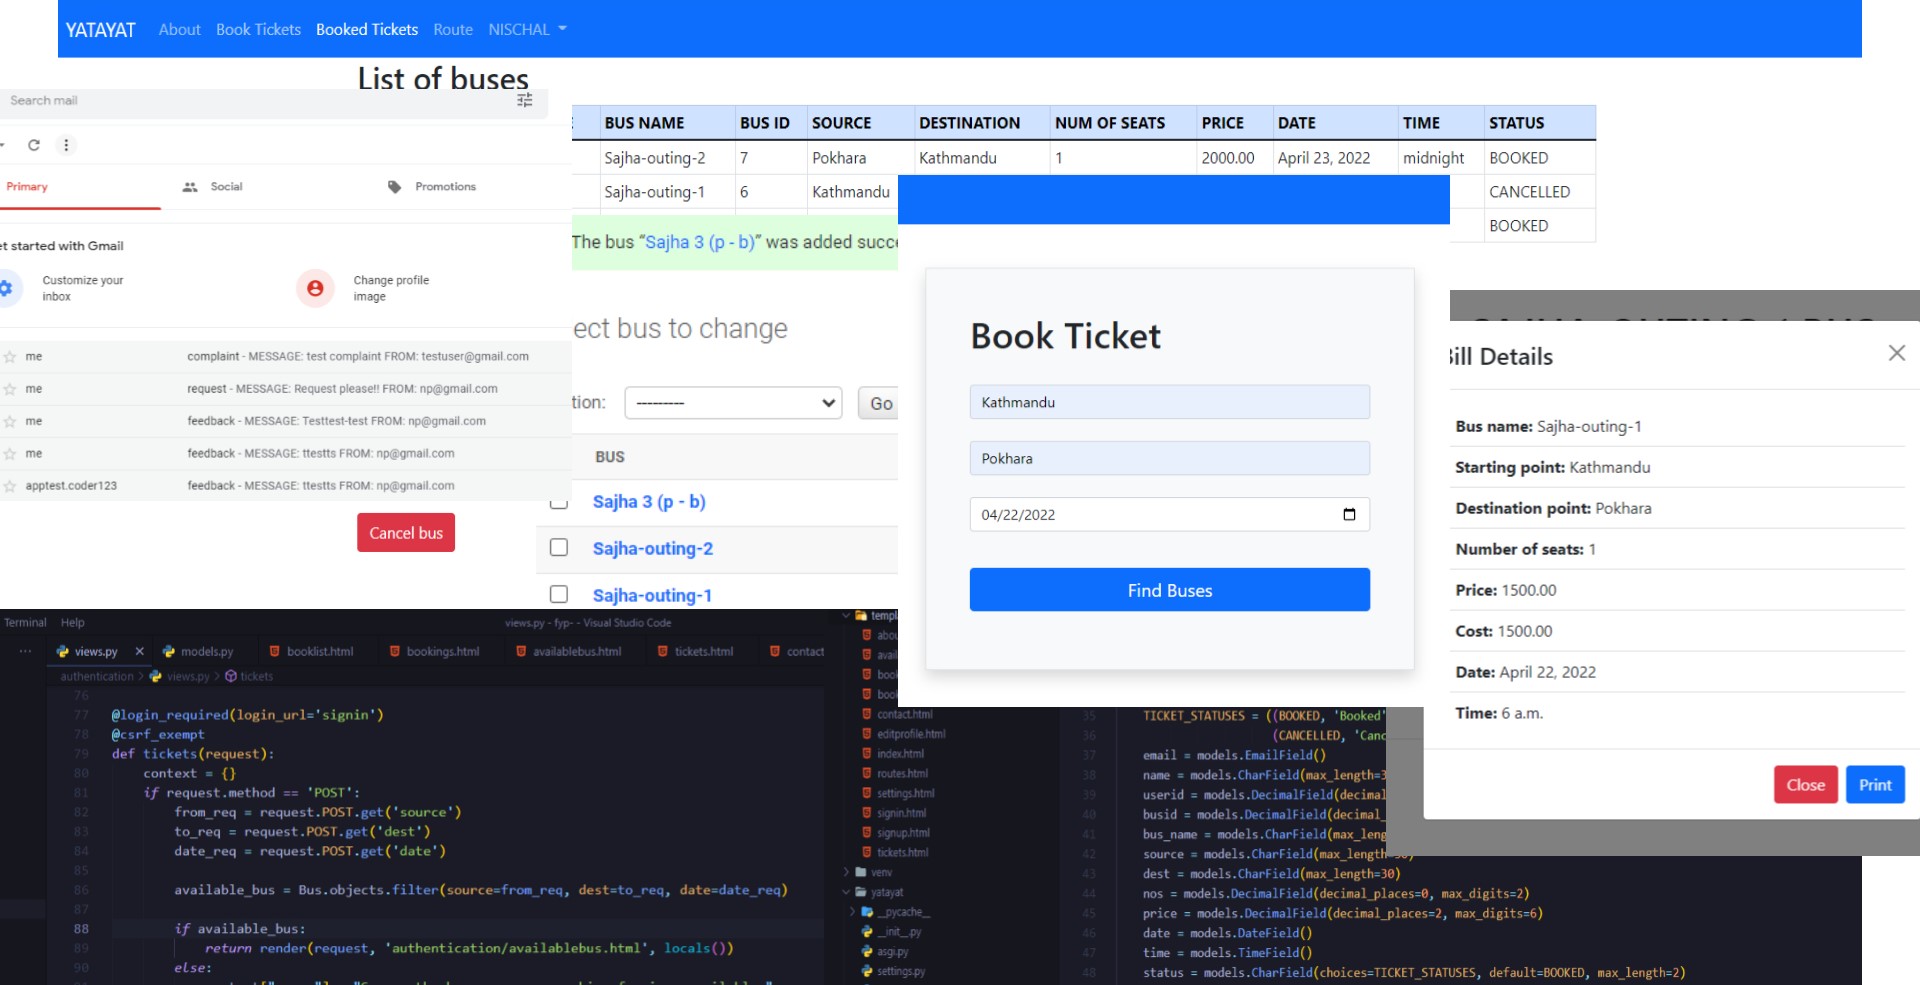 YATAYAT About Book Tickets Booked Tickets Route NISCHAL
List of buses
BUS NAME BUS ID SOURCE DESTINATION NUM OF SEATS PRICE DATE TIME STATUS
Sajha-outing-2 7 Pokhara Kathmandu 1 2000.00 April 23, 2022 midnight BOOKED
Sajha-outing-1 6 Kathmandu CANCELLED
BOOKED
Search mail
Primary Social Promotions
et started with Gmail
Customize your
inbox
Change profile
image
me complaint - MESSAGE: test complaint FROM: testuser@gmail.com
me request - MESSAGE: Request please!! FROM: np@gmail.com
me feedback - MESSAGE: Testtest-test FROM: np@gmail.com
me feedback - MESSAGE: ttestts FROM: np@gmail.com
apptest.coder123 feedback - MESSAGE: ttestts FROM: np@gmail.com
Cancel bus
The bus “Sajha 3 (p - b)” was added succe
ect bus to change
tion: --------- Go
BUS
Sajha 3 (p - b)
Sajha-outing-2
Sajha-outing-1
Book Ticket
Kathmandu
Pokhara
04/22/2022
Find Buses
Bill Details
Bus name: Sajha-outing-1
Starting point: Kathmandu
Destination point: Pokhara
Number of seats: 1
Price: 1500.00
Cost: 1500.00
Date: April 22, 2022
Time: 6 a.m.
Close Print
Terminal Help views.py - fyp- - Visual Studio Code
... views.py × models.py booklist.html bookings.html availablebus.html tickets.html contact
authentication > views.py > tickets
76
77 @login_required(login_url='signin')
78 @csrf_exempt
79 def tickets(request):
80 context = {}
81 if request.method == 'POST':
82 from_req = request.POST.get('source')
83 to_req = request.POST.get('dest')
84 date_req = request.POST.get('date')
85
86 available_bus = Bus.objects.filter(source=from_req, dest=to_req, date=date_req)
87
88 if available_bus:
89 return render(request, 'authentication/availablebus.html', locals())
90 else:
templ
abou
avail
book
book
contact.html
editprofile.html
index.html
routes.html
settings.html
signin.html
signup.html
tickets.html
venv
yatayat
__pycache__
__init__.py
asgi.py
settings.py
35 TICKET_STATUSES = ((BOOKED, 'Booked'
36 (CANCELLED, 'Canc
37 email = models.EmailField()
38 name = models.CharField(max_length=3
39 userid = models.DecimalField(decimal
40 busid = models.DecimalField(decimal_
41 bus_name = models.CharField(max_leng
42 source = models.CharField(max_length=30)
43 dest = models.CharField(max_length=30)
44 nos = models.DecimalField(decimal_places=0, max_digits=2)
45 price = models.DecimalField(decimal_places=2, max_digits=6)
46 date = models.DateField()
47 time = models.TimeField()
48 status = models.CharField(choices=TICKET_STATUSES, default=BOOKED, max_length=2)